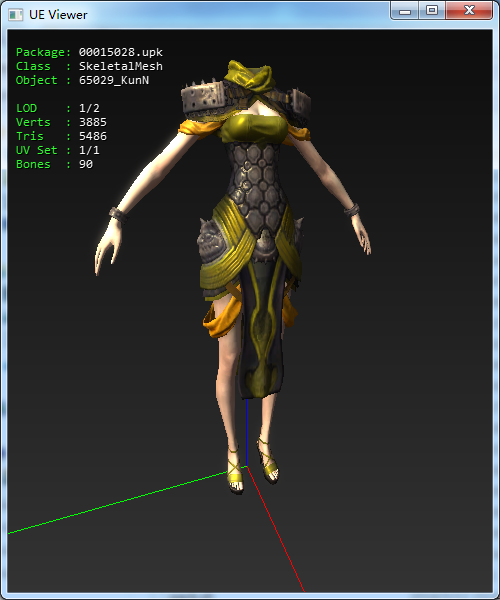 UE Viewer
Package: 00015028.upk
Class : SkeletalMesh
Object : 65029_KunN
LOD : 1/2
Verts : 3885
Tris : 5486
UV Set : 1/1
Bones : 90